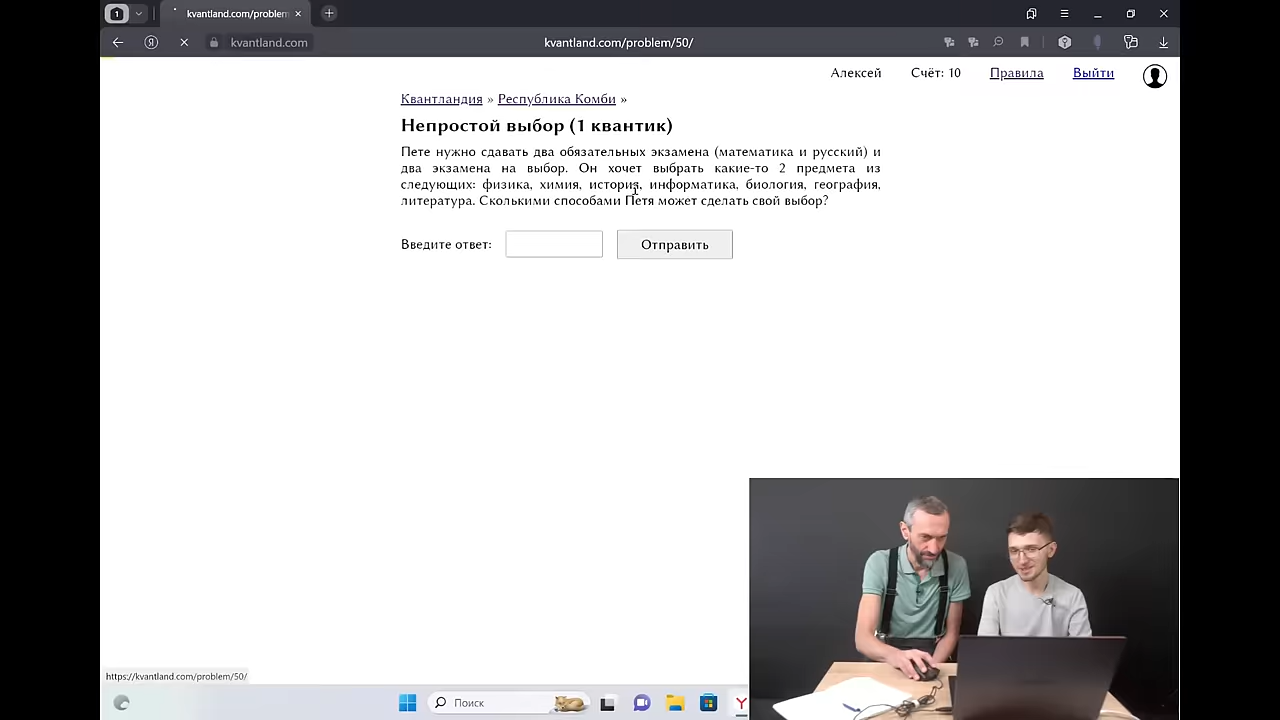 1
kvantland.com/problem
kvantland.com
kvantland.com/problem/50/
Алексей Счёт: 10 Правила Выйти
Квантландия » Республика Комби »
Непростой выбор (1 квантик)
Пете нужно сдавать два обязательных экзамена (математика и русский) и
два экзамена на выбор. Он хочет выбрать какие-то 2 предмета из
следующих: физика, химия, история, информатика, биология, география,
литература. Сколькими способами Петя может сделать свой выбор?
Введите ответ: Отправить
https://kvantland.com/problem/50/
Поиск